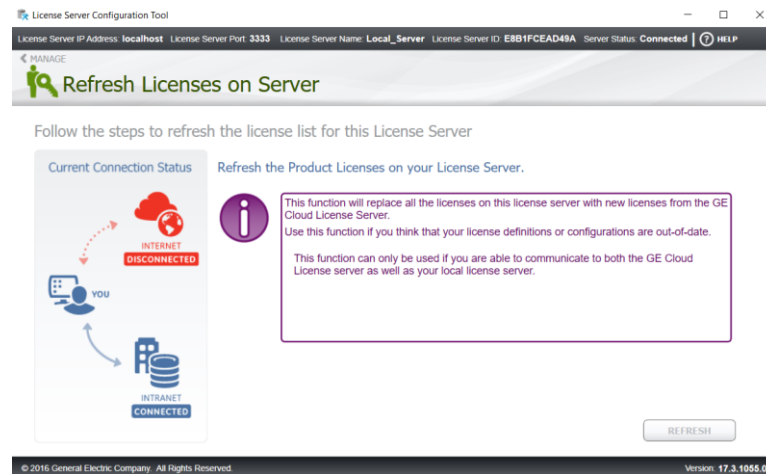 License Server Configuration Tool
License Server IP Address: localhost License Server Port: 3333 License Server Name: Local_Server License Server ID: E8B1FCEAD49A Server Status: Connected | ? HELP
MANAGE
Refresh Licenses on Server
Follow the steps to refresh the license list for this License Server
Current Connection Status
Refresh the Product Licenses on your License Server.
INTERNET
DISCONNECTED
YOU
INTRANET
CONNECTED
This function will replace all the licenses on this license server with new licenses from the GE
Cloud License Server.
Use this function if you think that your license definitions or configurations are out-of-date.
This function can only be used if you are able to communicate to both the GE Cloud
License server as well as your local license server.
REFRESH
© 2016 General Electric Company. All Rights Reserved.
Version: 17.3.1055.0